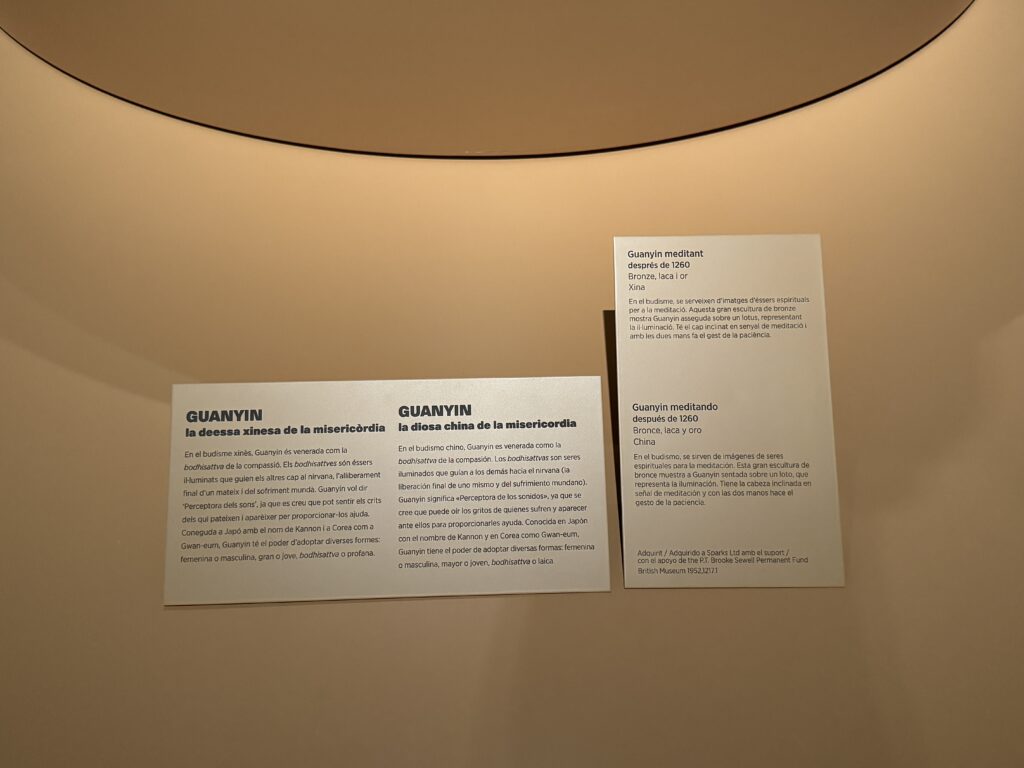 GUANYIN
la deessa xinesa de la misericòrdia
En el budisme xinès, Guanyin és venerada com la
bodhisattva de la compassió. Els bodhisattves són éssers
il·luminats que guien els altres cap al nirvana, l'alliberament
final d'un mateix i del sofriment mundà. Guanyin vol dir
'Perceptora dels sons', ja que es creu que pot sentir els crits
dels qui pateixen i aparèixer per proporcionar-los ajuda.
Coneguda a Japó amb el nom de Kannon i a Corea com a
Gwan-eum, Guanyin té el poder d'adoptar diverses formes:
femenina o masculina, gran o jove, bodhisattva o profana.
GUANYIN
la diosa china de la misericordia
En el budismo chino, Guanyin es venerada como la
bodhisattva de la compasión. Los bodhisattvas son seres
iluminados que guían a los demás hacia el nirvana (la
liberación final de uno mismo y del sufrimiento mundano).
Guanyin significa «Perceptora de los sonidos», ya que se
cree que puede oír los gritos de quienes sufren y aparecer
ante ellos para proporcionarles ayuda. Conocida en Japón
con el nombre de Kannon y en Corea como Gwan-eum,
Guanyin tiene el poder de adoptar diversas formas: femenina
o masculina, mayor o joven, bodhisattva o laica.
Guanyin meditant
després de 1260
Bronze, laca i or
Xina
En el budisme, se serveixen d'imatges d'éssers espirituals
per a la meditació. Aquesta gran escultura de bronze
mostra Guanyin asseguda sobre un lotus, representant
la il·luminació. Té el cap inclinat en senyal de meditació i
amb les dues mans fa el gest de la paciència.
Guanyin meditando
después de 1260
Bronce, laca y oro
China
En el budismo, se sirven de imágenes de seres
espirituales para la meditación. Esta gran escultura de
bronce muestra a Guanyin sentada sobre un loto, que
representa la iluminación. Tiene la cabeza inclinada en
señal de meditación y con las dos manos hace el
gesto de la paciencia.
Adquirit / Adquirido a Sparks Ltd amb el suport /
con el apoyo de the P.T. Brooke Sewell Permanent Fund
British Museum 1952,1217.1